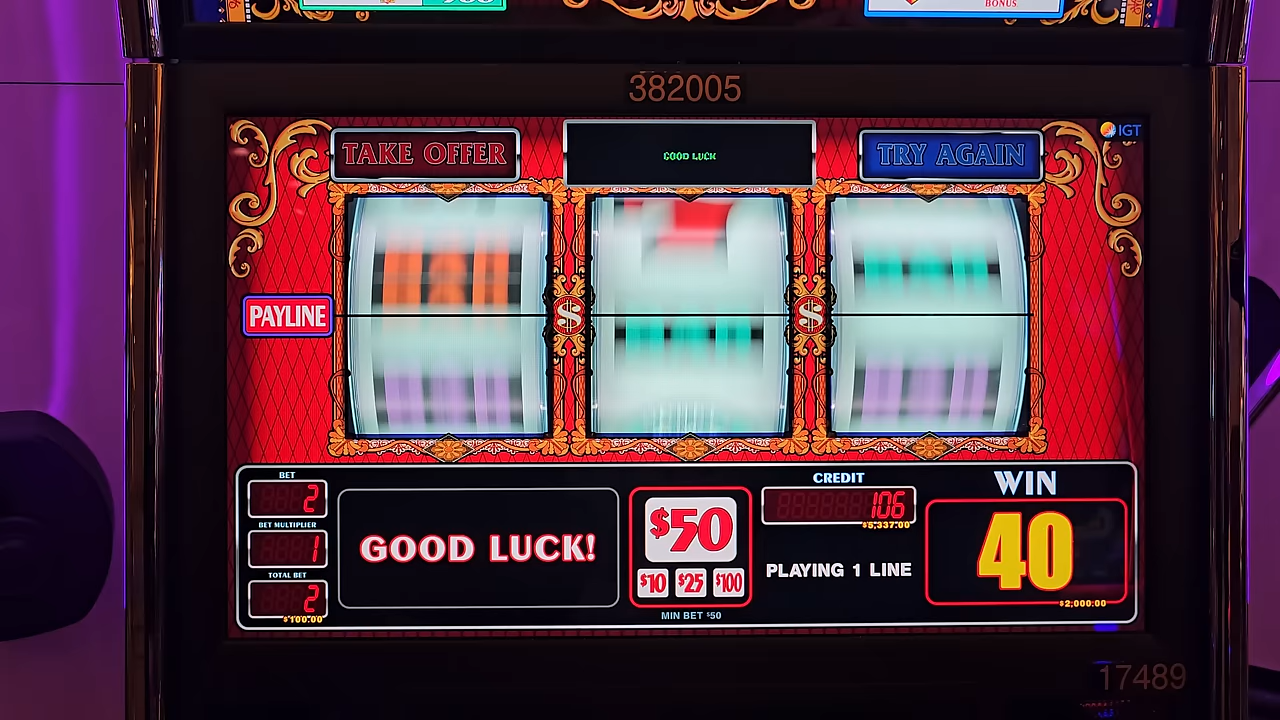 BONUS
382005
IGT
TAKE OFFER
GOOD LUCK
TRY AGAIN
PAYLINE
$
$
BET
2
BET MULTIPLIER
1
TOTAL BET
2
$100.00
GOOD LUCK!
$50
$10
$25
$100
MIN BET $50
CREDIT
106
$5,337.00
PLAYING 1 LINE
WIN
40
$2,000.00
17489